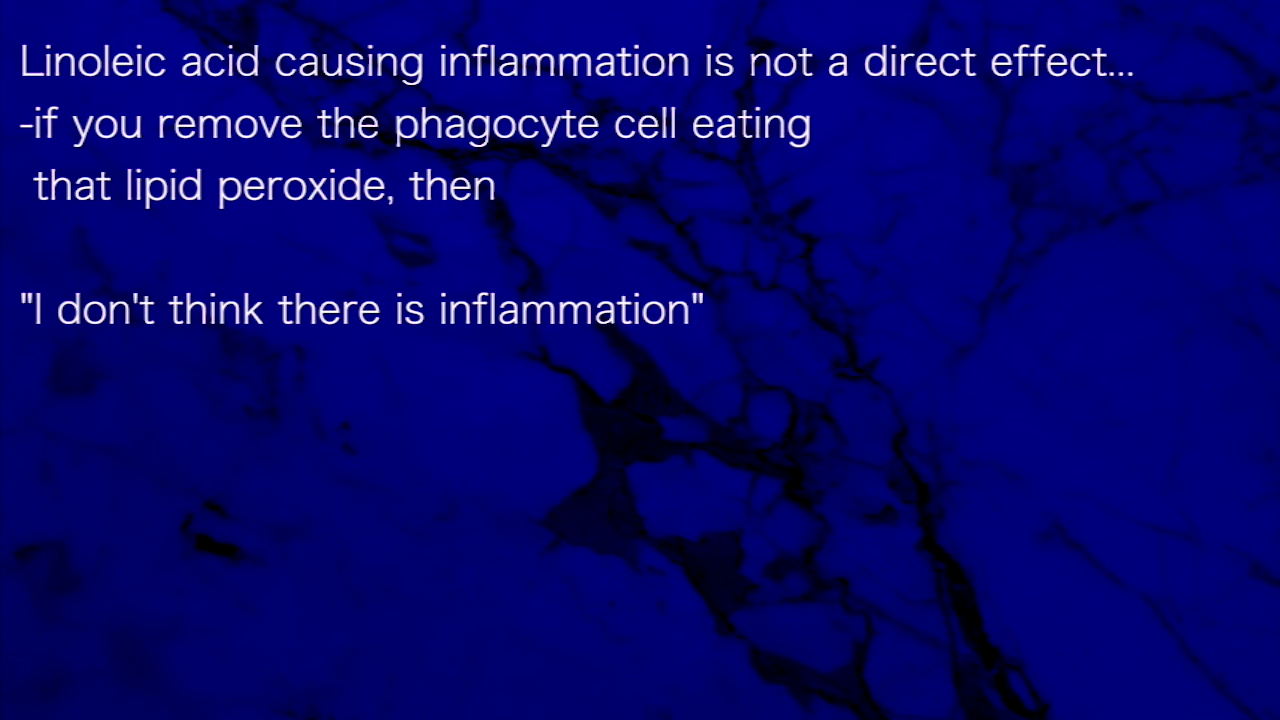 Linoleic acid causing inflammation is not a direct effect...
-if you remove the phagocyte cell eating
that lipid peroxide, then
"I don't think there is inflammation"